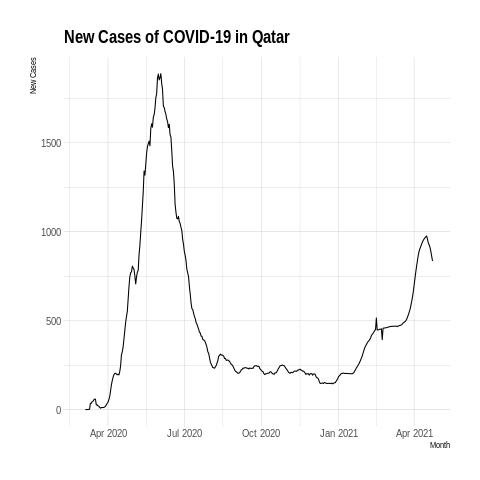 New Cases of COVID-19 in Qatar
New Cases
1500
1000
500
0
Apr 2020
Jul 2020
Oct 2020
Jan 2021
Apr 2021
Month